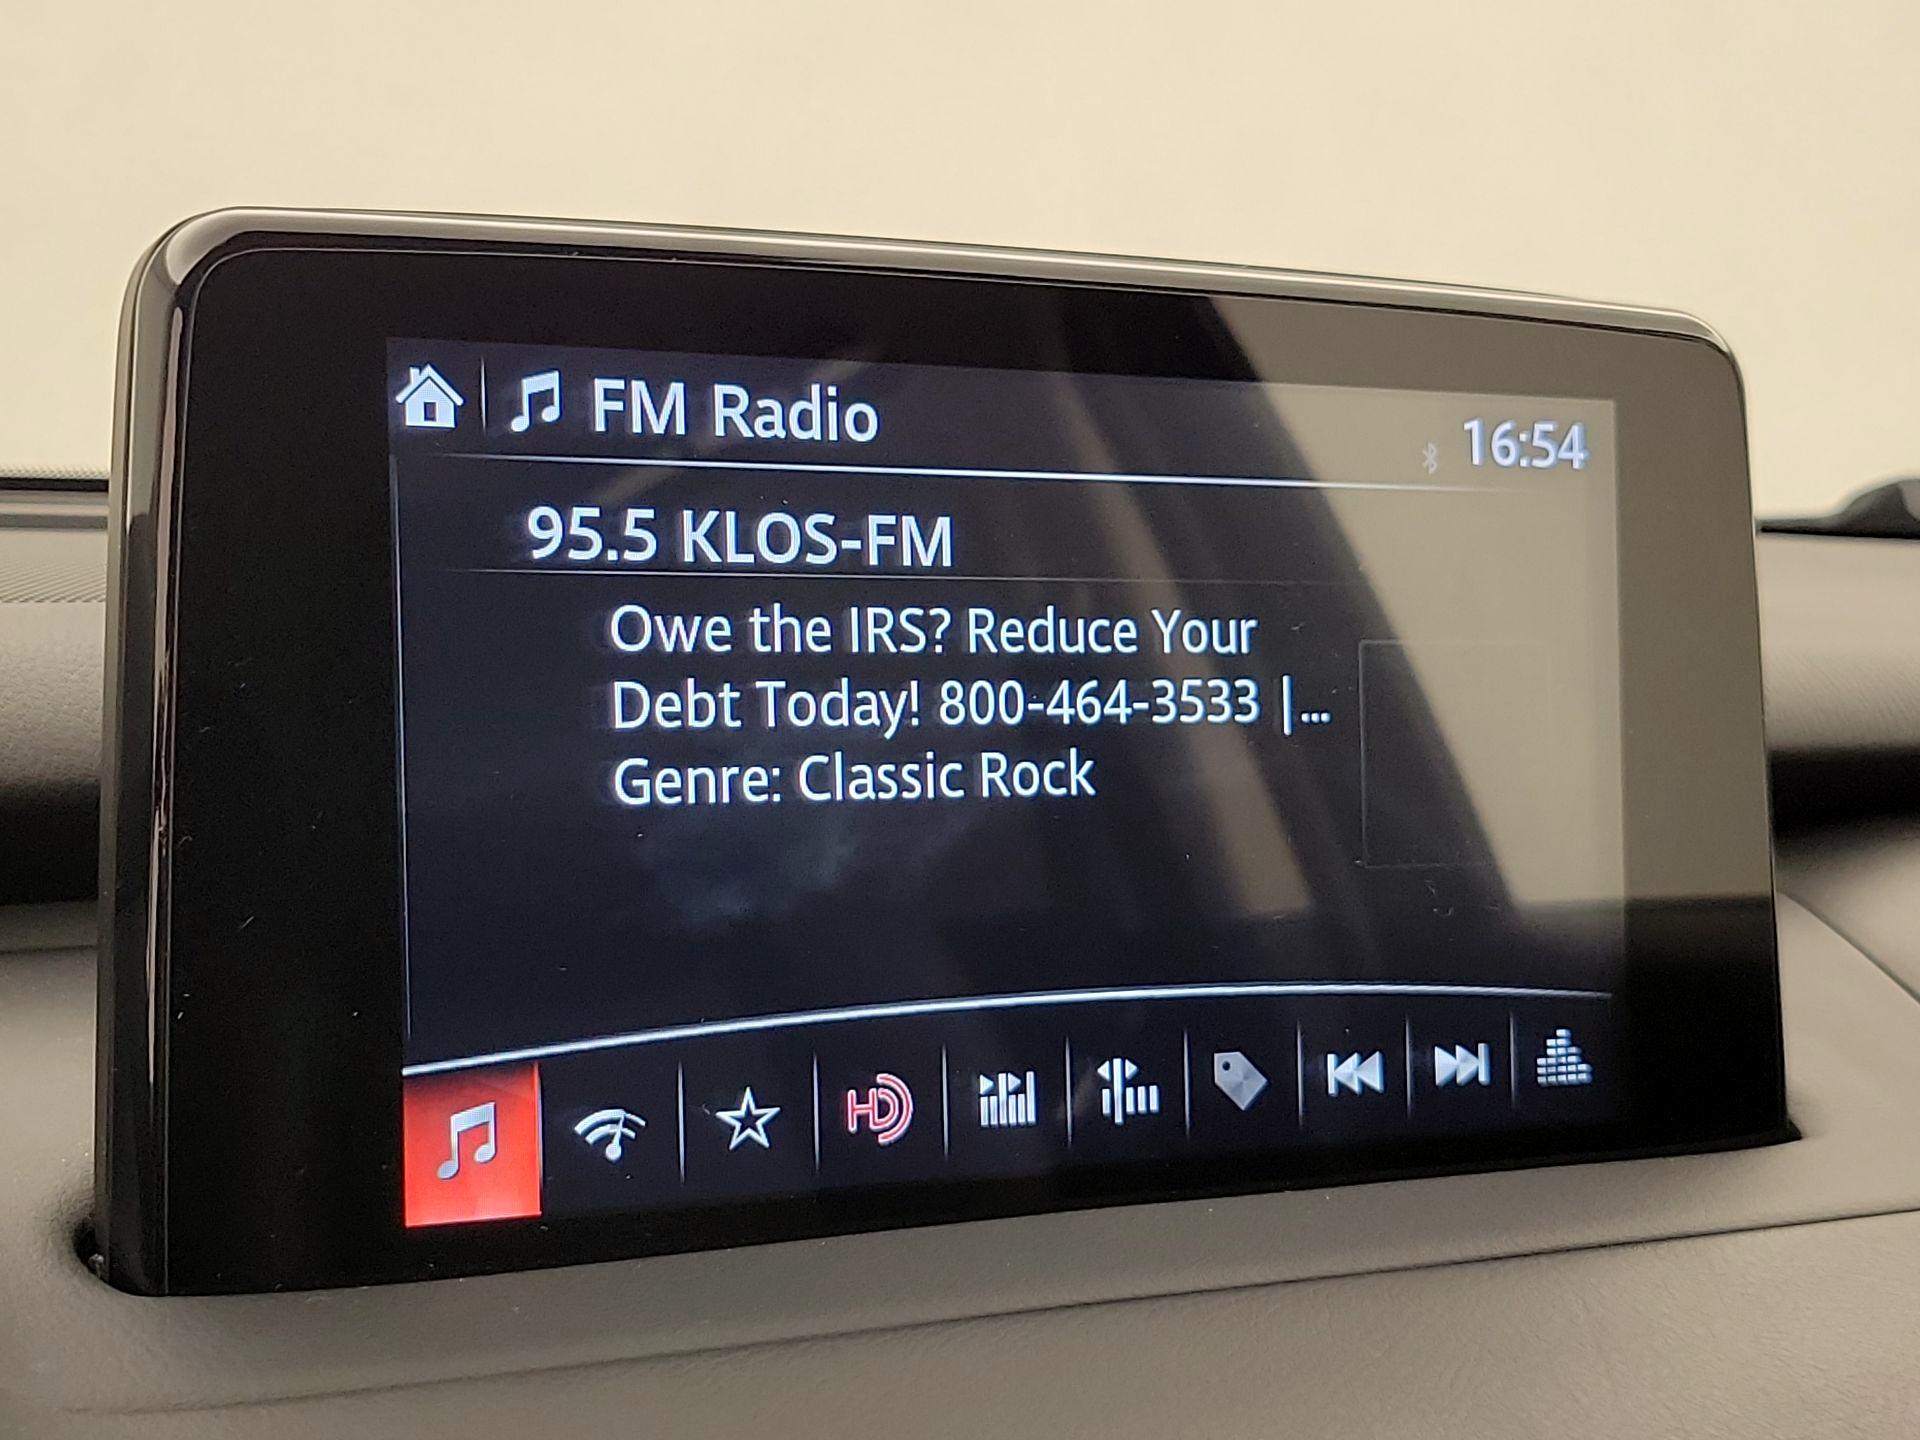 FM Radio
16:54
95.5 KLOS-FM
Owe the IRS? Reduce Your
Debt Today! 800-464-3533 |...
Genre: Classic Rock
HD